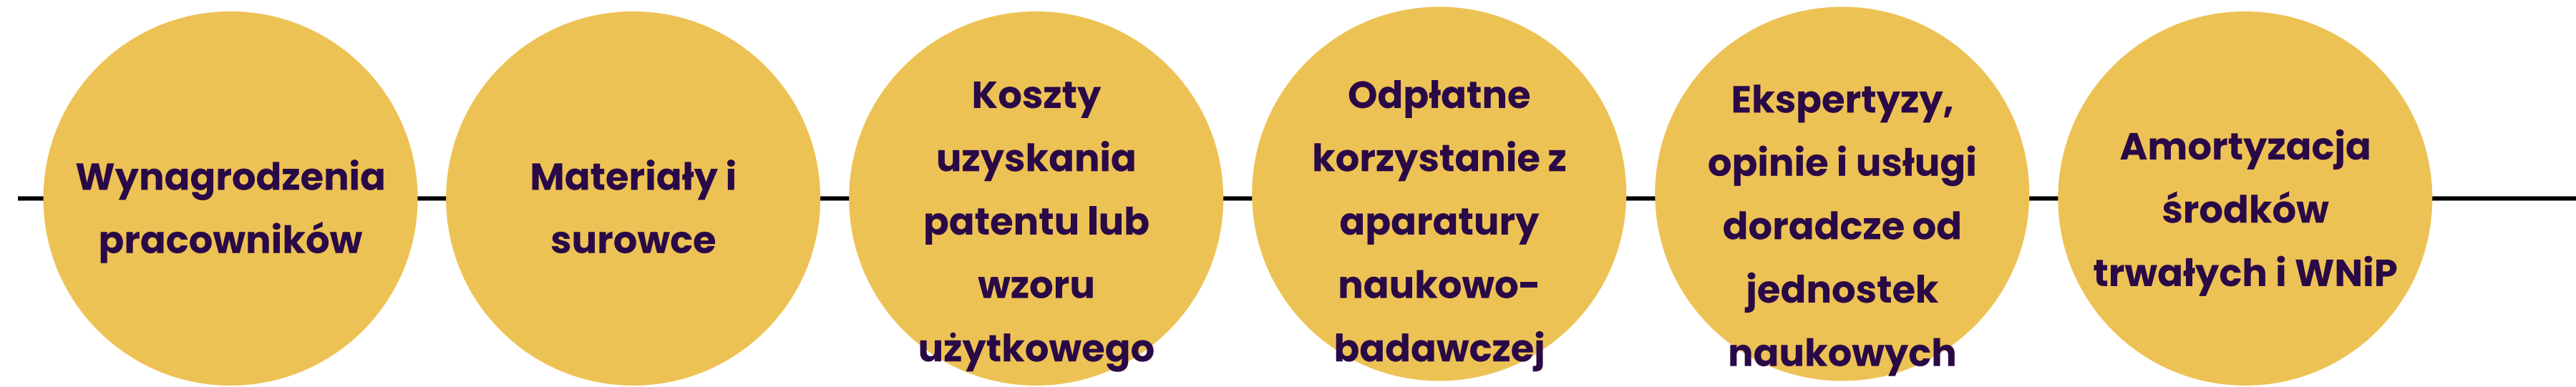 Wynagrodzenia
pracowników
Materiały i
surowce
Koszty
uzyskania
patentu lub
wzoru
użytkowego
Odpłatne
korzystanie z
aparatury
naukowo-
badawczej
Ekspertyzy,
opinie i usługi
doradcze od
jednostek
naukowych
Amortyzacja
środków
trwałych i WNiP